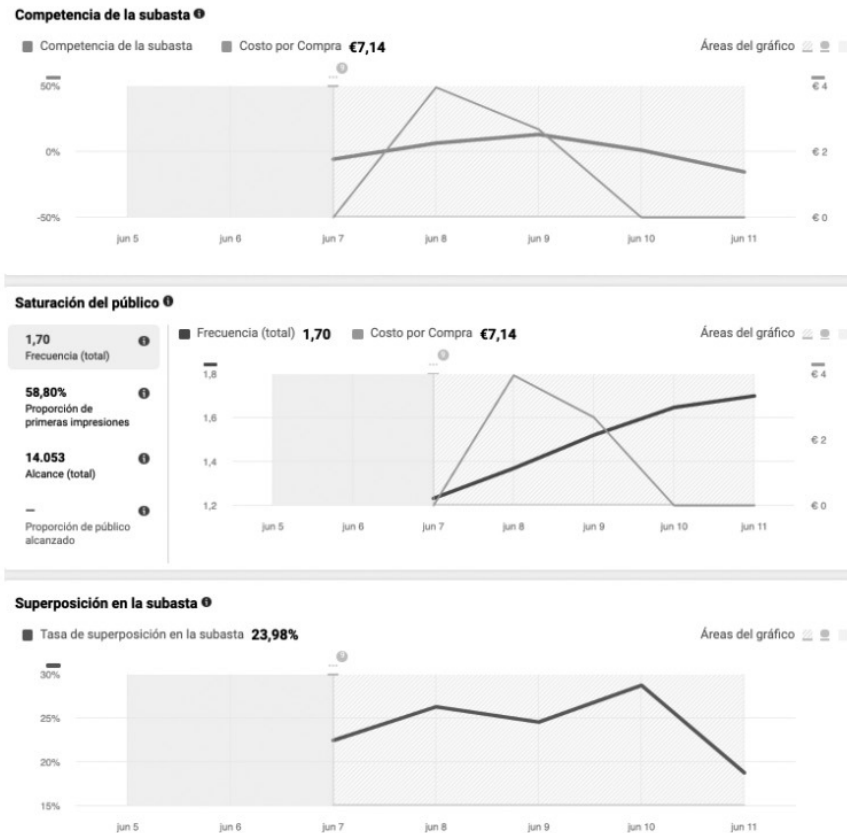 Competencia de la subasta
Competencia de la subasta Costo por Compra €7,14 Áreas del gráfico
50% € 4
0% € 2
-50% € 0
jun 5 jun 6 jun 7 jun 8 jun 9 jun 10 jun 11
Saturación del público
1,70
Frecuencia (total)
58,80%
Proporción de
primeras impresiones
14.053
Alcance (total)
–
Proporción de público
alcanzado
Frecuencia (total) 1,70 Costo por Compra €7,14 Áreas del gráfico
1,8 € 4
1,6
€ 2
1,4
1,2 € 0
jun 5 jun 6 jun 7 jun 8 jun 9 jun 10 jun 11
Superposición en la subasta
Tasa de superposición en la subasta 23,98% Áreas del gráfico
30%
25%
20%
15%
jun 5 jun 6 jun 7 jun 8 jun 9 jun 10 jun 11